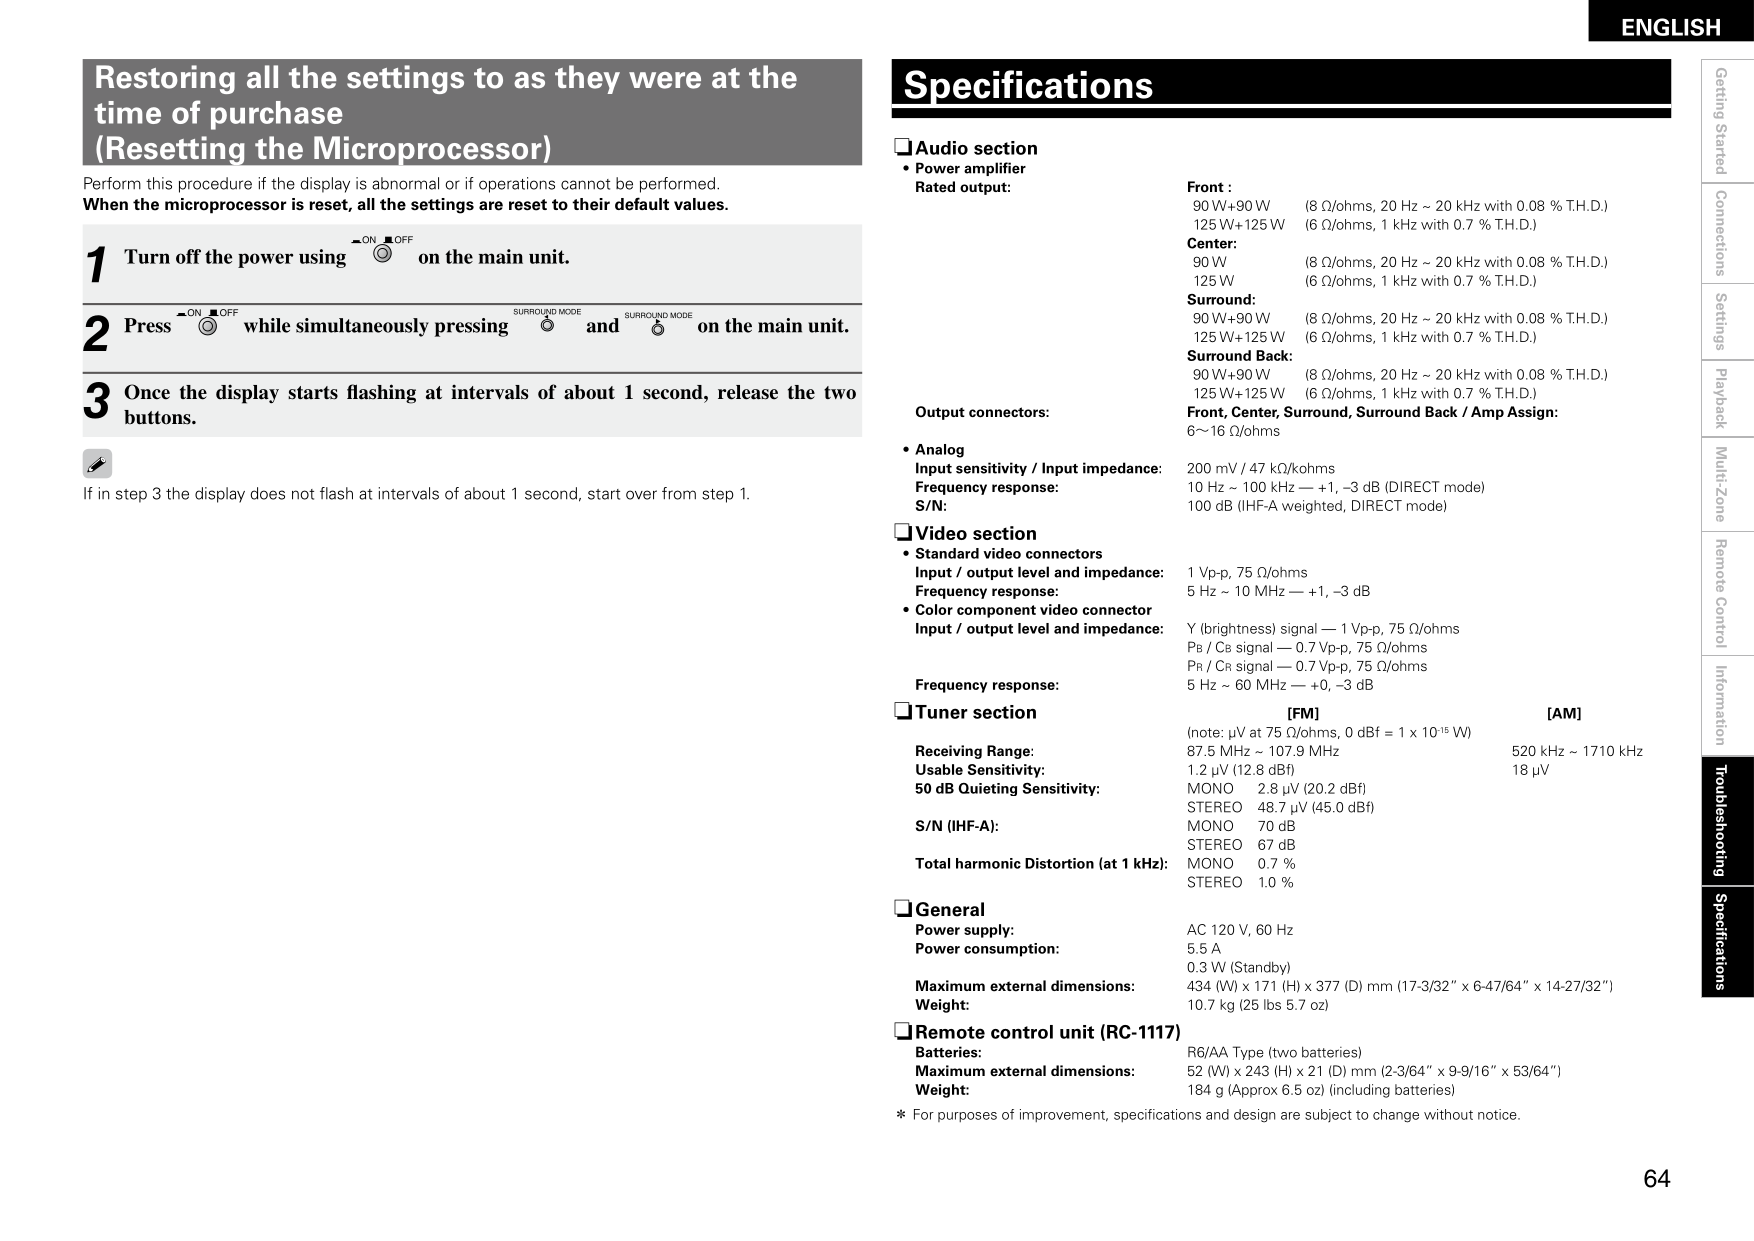 ENGLISH
Restoring all the settings to as they were at the
time of purchase
(Resetting the Microprocessor)
Perform this procedure if the display is abnormal or if operations cannot be performed.
When the microprocessor is reset, all the settings are reset to their default values.
1 Turn off the power using ON OFF on the main unit.
2 Press ON OFF while simultaneously pressing SURROUND MODE and SURROUND MODE on the main unit.
3 Once the display starts flashing at intervals of about 1 second, release the two
buttons.
If in step 3 the display does not flash at intervals of about 1 second, start over from step 1.
Specifications
❏ Audio section
• Power amplifier
Rated output: Front :
90 W+90 W (8 Ω/ohms, 20 Hz ~ 20 kHz with 0.08 % T.H.D.)
125 W+125 W (6 Ω/ohms, 1 kHz with 0.7 % T.H.D.)
Center:
90 W (8 Ω/ohms, 20 Hz ~ 20 kHz with 0.08 % T.H.D.)
125 W (6 Ω/ohms, 1 kHz with 0.7 % T.H.D.)
Surround:
90 W+90 W (8 Ω/ohms, 20 Hz ~ 20 kHz with 0.08 % T.H.D.)
125 W+125 W (6 Ω/ohms, 1 kHz with 0.7 % T.H.D.)
Surround Back:
90 W+90 W (8 Ω/ohms, 20 Hz ~ 20 kHz with 0.08 % T.H.D.)
125 W+125 W (6 Ω/ohms, 1 kHz with 0.7 % T.H.D.)
Output connectors: Front, Center, Surround, Surround Back / Amp Assign:
6～16 Ω/ohms
• Analog
Input sensitivity / Input impedance: 200 mV / 47 kΩ/kohms
Frequency response: 10 Hz ~ 100 kHz — +1, –3 dB (DIRECT mode)
S/N: 100 dB (IHF-A weighted, DIRECT mode)
❏ Video section
• Standard video connectors
Input / output level and impedance: 1 Vp-p, 75 Ω/ohms
Frequency response: 5 Hz ~ 10 MHz — +1, –3 dB
• Color component video connector
Input / output level and impedance: Y (brightness) signal — 1 Vp-p, 75 Ω/ohms
PB / CB signal — 0.7 Vp-p, 75 Ω/ohms
PR / CR signal — 0.7 Vp-p, 75 Ω/ohms
Frequency response: 5 Hz ~ 60 MHz — +0, –3 dB
❏ Tuner section [FM] [AM]
(note: µV at 75 Ω/ohms, 0 dBf = 1 x 10⁻¹⁵ W)
Receiving Range: 87.5 MHz ~ 107.9 MHz 520 kHz ~ 1710 kHz
Usable Sensitivity: 1.2 µV (12.8 dBf) 18 µV
50 dB Quieting Sensitivity: MONO 2.8 µV (20.2 dBf)
STEREO 48.7 µV (45.0 dBf)
S/N (IHF-A): MONO 70 dB
STEREO 67 dB
Total harmonic Distortion (at 1 kHz): MONO 0.7 %
STEREO 1.0 %
❏ General
Power supply: AC 120 V, 60 Hz
Power consumption: 5.5 A
0.3 W (Standby)
Maximum external dimensions: 434 (W) x 171 (H) x 377 (D) mm (17-3/32” x 6-47/64” x 14-27/32”)
Weight: 10.7 kg (25 lbs 5.7 oz)
❏ Remote control unit (RC-1117)
Batteries: R6/AA Type (two batteries)
Maximum external dimensions: 52 (W) x 243 (H) x 21 (D) mm (2-3/64” x 9-9/16” x 53/64”)
Weight: 184 g (Approx 6.5 oz) (including batteries)
∗ For purposes of improvement, specifications and design are subject to change without notice.
Getting Started
Connections
Settings
Playback
Multi-Zone
Remote Control
Information
Troubleshooting
Specifications
64